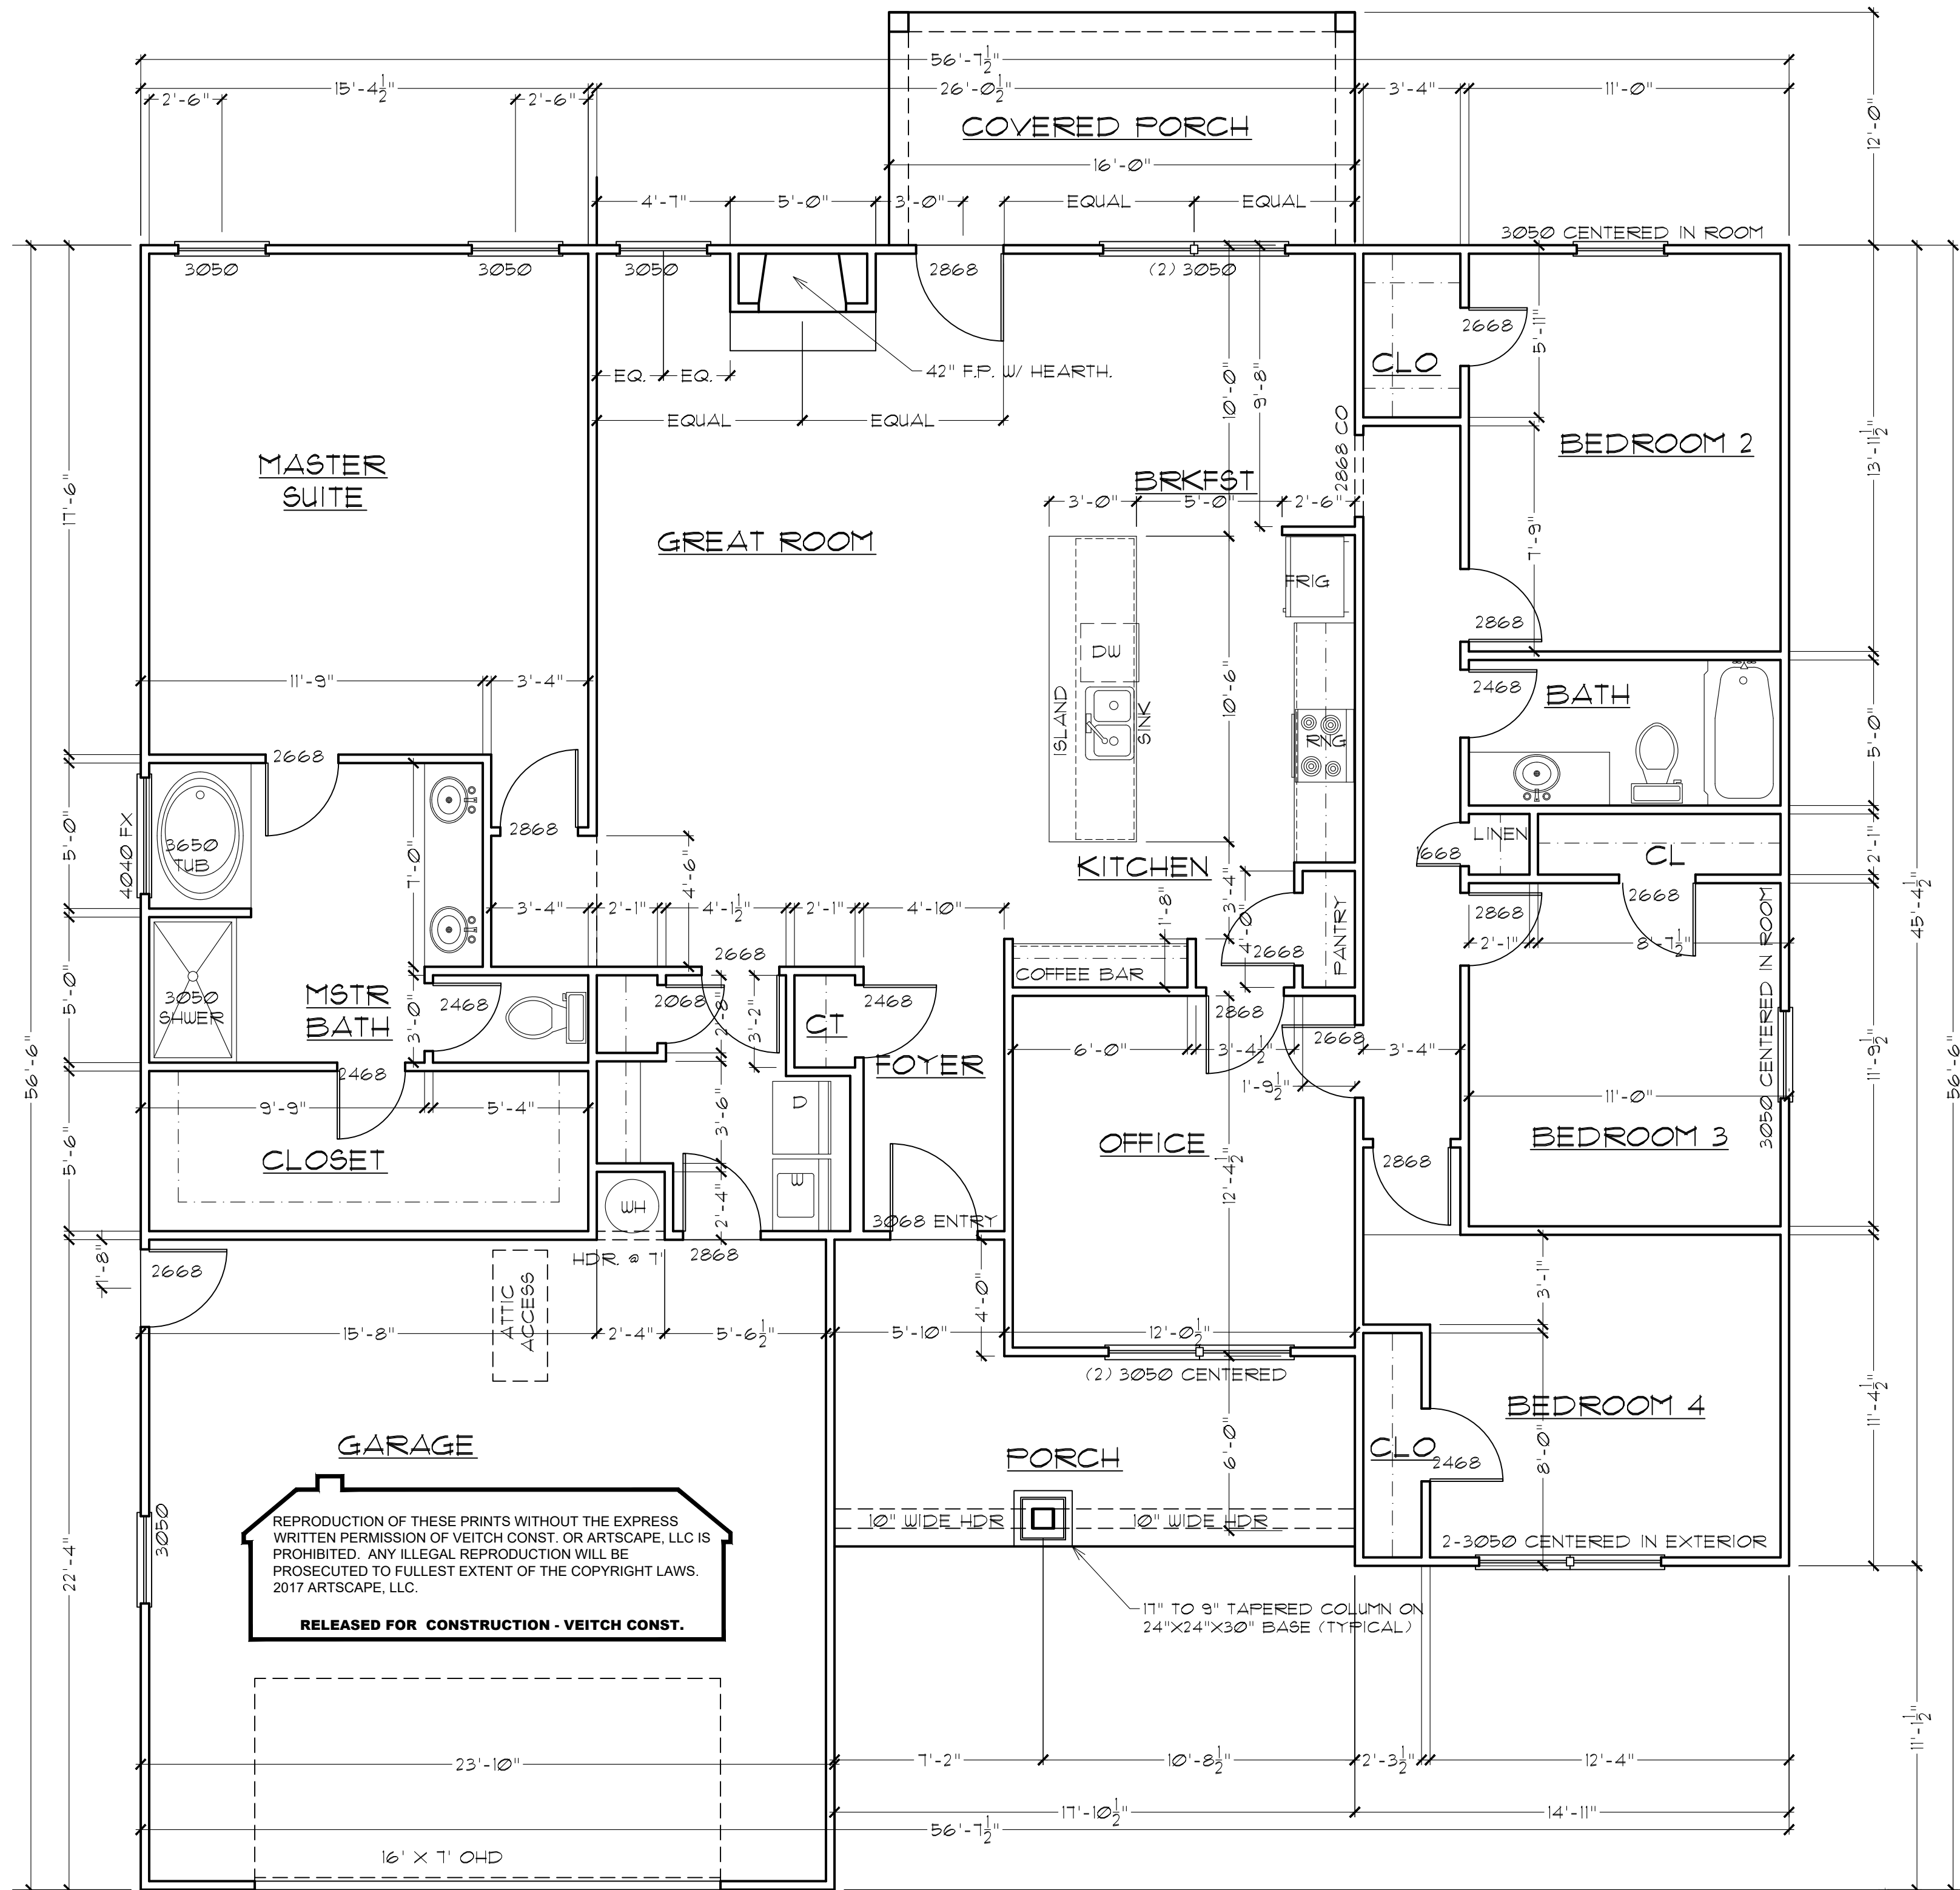 56'-7 1/2"
15'-4 1/2"
26'-0 1/2"
3'-4"
11'-0"
2'-6"
2'-6"
12'-0"
COVERED PORCH
16'-0"
4'-7"
5'-0"
3'-0"
EQUAL
EQUAL
3050 CENTERED IN ROOM
3050
3050
3050
2868
(2) 3050
2668
5'-11"
CLO
42" F.P. W/ HEARTH.
EQ.
EQ.
10'-0"
9'-8"
EQUAL
EQUAL
2868 CO
BEDROOM 2
13'-11 1/2"
MASTER
SUITE
17'-6"
BRKFST
3'-0"
5'-0"
2'-6"
GREAT ROOM
7'-9"
FRIG
2868
DW
11'-9"
3'-4"
10'-6"
2468
BATH
ISLAND
SINK
RNG
5'-0"
2668
4040 FX
3650
TUB
5'-0"
7'-0"
2868
4'-6"
KITCHEN
1668
LINEN
CL
2'-1"
45'-4 1/2"
3'-4"
2'-1"
4'-1 1/2"
2'-1"
4'-10"
1'-8"
3'-4"
4'-0"
PANTRY
2868
2668
2'-1"
8'-7 1/2"
3050 CENTERED IN ROOM
2668
2668
COFFEE BAR
3050
SHWER
5'-0"
MSTR
BATH
3'-0"
2468
2068
2'-8"
3'-2"
CT
2468
FOYER
2868
2668
6'-0"
3'-4 1/2"
3'-4"
1'-9 1/2"
11'-9 1/2"
56'-6"
56'-6"
2468
9'-9"
5'-4"
D
3'-6"
11'-0"
CLOSET
5'-6"
OFFICE
12'-4 1/2"
BEDROOM 3
2868
W
WH
2'-4"
3068 ENTRY
1'-8"
2668
HDR. @ 7'
2868
ATTIC
ACCESS
4'-0"
3'-1"
15'-8"
2'-4"
5'-6 1/2"
5'-10"
12'-0 1/2"
(2) 3050 CENTERED
11'-4 1/2"
BEDROOM 4
GARAGE
PORCH
6'-0"
CLO
2468
8'-0"
10" WIDE HDR
10" WIDE HDR
2-3050 CENTERED IN EXTERIOR
3050
22'-4"
REPRODUCTION OF THESE PRINTS WITHOUT THE EXPRESS
WRITTEN PERMISSION OF VEITCH CONST. OR ARTSCAPE, LLC IS
PROHIBITED. ANY ILLEGAL REPRODUCTION WILL BE
PROSECUTED TO FULLEST EXTENT OF THE COPYRIGHT LAWS.
2017 ARTSCAPE, LLC.
RELEASED FOR CONSTRUCTION - VEITCH CONST.
17" TO 9" TAPERED COLUMN ON
24"X24"X30" BASE (TYPICAL)
11'-1 1/2"
23'-10"
7'-2"
10'-8 1/2"
2'-3 1/2"
12'-4"
17'-10 1/2"
14'-11"
56'-7 1/2"
16' X 7' OHD